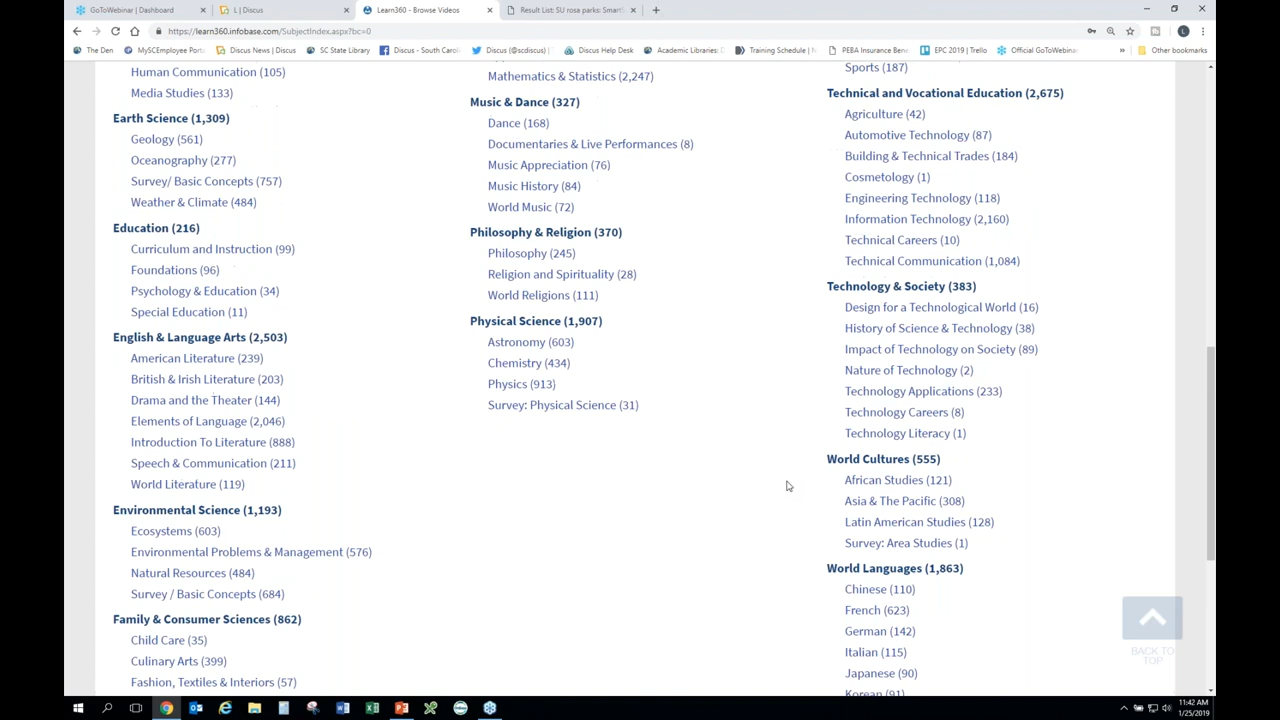 GoToWebinar | Dashboard
L | Discus
Learn360 - Browse Videos
Result List: SU rosa parks: SmartS
https://learn360.infobase.com/SubjectIndex.aspx?bc=0
The Den
MySCEmployee Port
Discus News | Discus
SC State Library
Discus - South Caroli
Twitter (@scdiscus)
Discus Help Desk
Academic Libraries: D
Training Schedule | N
PEBA Insurance Bene
EPC 2019 | Trello
Official GoToWebinar
»
Other bookmarks
Human Communication (105)
Media Studies (133)
Earth Science (1,309)
Geology (561)
Oceanography (277)
Survey/ Basic Concepts (757)
Weather & Climate (484)
Education (216)
Curriculum and Instruction (99)
Foundations (96)
Psychology & Education (34)
Special Education (11)
English & Language Arts (2,503)
American Literature (239)
British & Irish Literature (203)
Drama and the Theater (144)
Elements of Language (2,046)
Introduction To Literature (888)
Speech & Communication (211)
World Literature (119)
Environmental Science (1,193)
Ecosystems (603)
Environmental Problems & Management (576)
Natural Resources (484)
Survey / Basic Concepts (684)
Family & Consumer Sciences (862)
Child Care (35)
Culinary Arts (399)
Fashion, Textiles & Interiors (57)
Mathematics & Statistics (2,247)
Music & Dance (327)
Dance (168)
Documentaries & Live Performances (8)
Music Appreciation (76)
Music History (84)
World Music (72)
Philosophy & Religion (370)
Philosophy (245)
Religion and Spirituality (28)
World Religions (111)
Physical Science (1,907)
Astronomy (603)
Chemistry (434)
Physics (913)
Survey: Physical Science (31)
Sports (187)
Technical and Vocational Education (2,675)
Agriculture (42)
Automotive Technology (87)
Building & Technical Trades (184)
Cosmetology (1)
Engineering Technology (118)
Information Technology (2,160)
Technical Careers (10)
Technical Communication (1,084)
Technology & Society (383)
Design for a Technological World (16)
History of Science & Technology (38)
Impact of Technology on Society (89)
Nature of Technology (2)
Technology Applications (233)
Technology Careers (8)
Technology Literacy (1)
World Cultures (555)
African Studies (121)
Asia & The Pacific (308)
Latin American Studies (128)
Survey: Area Studies (1)
World Languages (1,863)
Chinese (110)
French (623)
German (142)
Italian (115)
Japanese (90)
Korean (91)
BACK TO
TOP
11:42 AM
1/25/2019